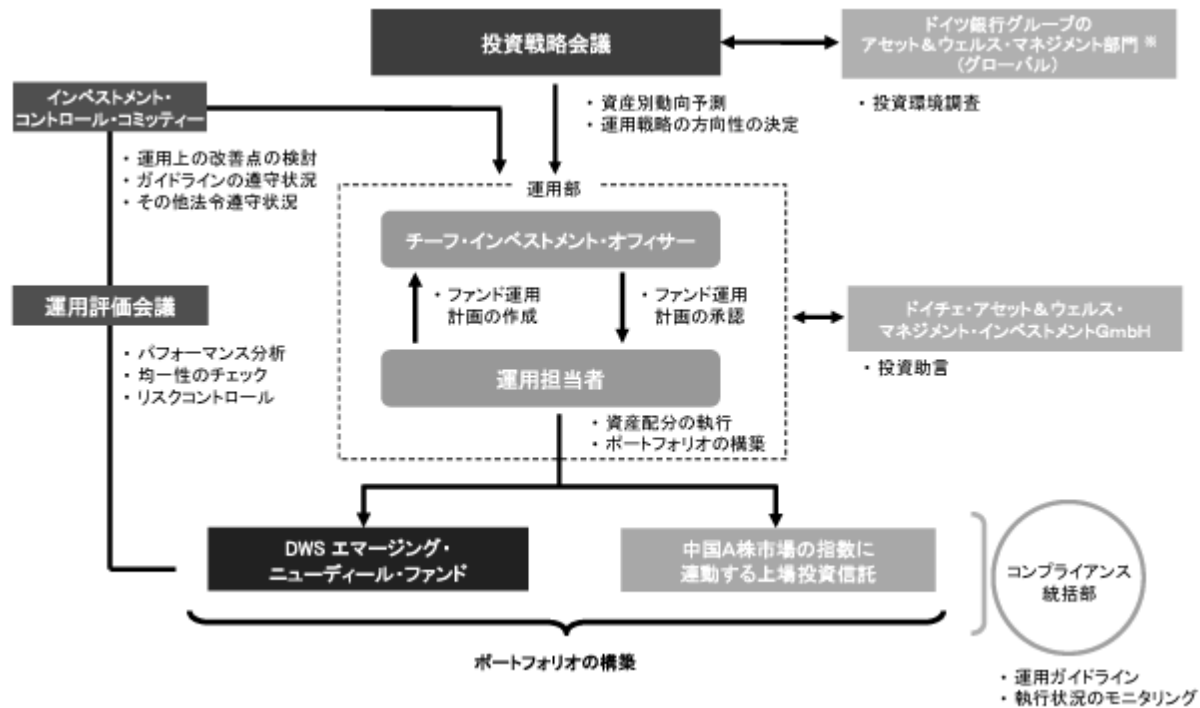 投資戦略会議
ドイツ銀行グループの
アセット&ウェルス・マネジメント部門 ※
(グローバル)
・投資環境調査
・資産別動向予測
・運用戦略の方向性の決定
インベストメント・
コントロール・コミッティー
・運用上の改善点の検討
・ガイドラインの遵守状況
・その他法令遵守状況
運用部
チーフ・インベストメント・オフィサー
・ファンド運用
計画の作成
・ファンド運用
計画の承認
運用評価会議
・パフォーマンス分析
・均一性のチェック
・リスクコントロール
ドイチェ・アセット&ウェルス・
マネジメント・インベストメントGmbH
・投資助言
運用担当者
・資産配分の執行
・ポートフォリオの構築
DWS エマージング・
ニューディール・ファンド
中国A株市場の指数に
連動する上場投資信託
コンプライアンス
統括部
ポートフォリオの構築
・運用ガイドライン
・執行状況のモニタリング